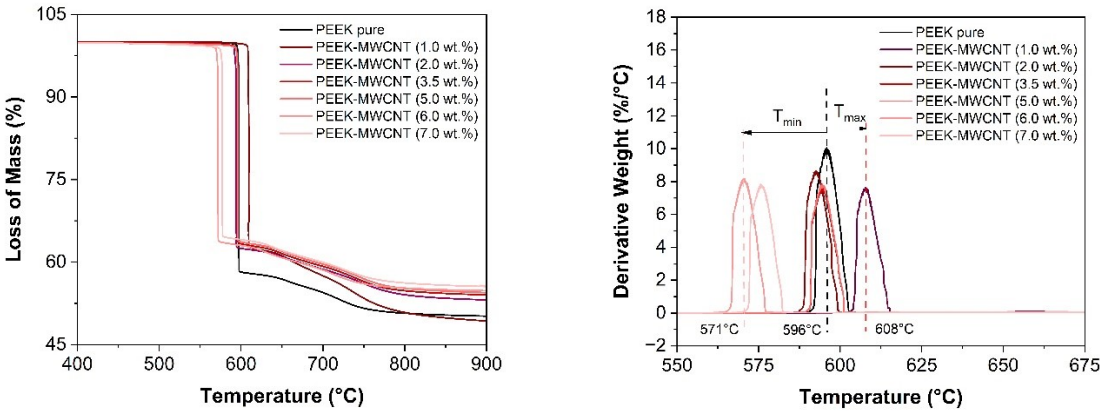 105
90
75
60
45
400
500
600
700
800
900
Loss of Mass (%)
Temperature (°C)
PEEK pure
PEEK-MWCNT (1.0 wt.%)
PEEK-MWCNT (2.0 wt.%)
PEEK-MWCNT (3.5 wt.%)
PEEK-MWCNT (5.0 wt.%)
PEEK-MWCNT (6.0 wt.%)
PEEK-MWCNT (7.0 wt.%)
18
16
14
12
10
8
6
4
2
0
−2
550
575
600
625
650
675
Derivative Weight (%/°C)
Temperature (°C)
PEEK pure
PEEK-MWCNT (1.0 wt.%)
PEEK-MWCNT (2.0 wt.%)
PEEK-MWCNT (3.5 wt.%)
PEEK-MWCNT (5.0 wt.%)
PEEK-MWCNT (6.0 wt.%)
PEEK-MWCNT (7.0 wt.%)
Tmin
Tmax
571°C
596°C
608°C